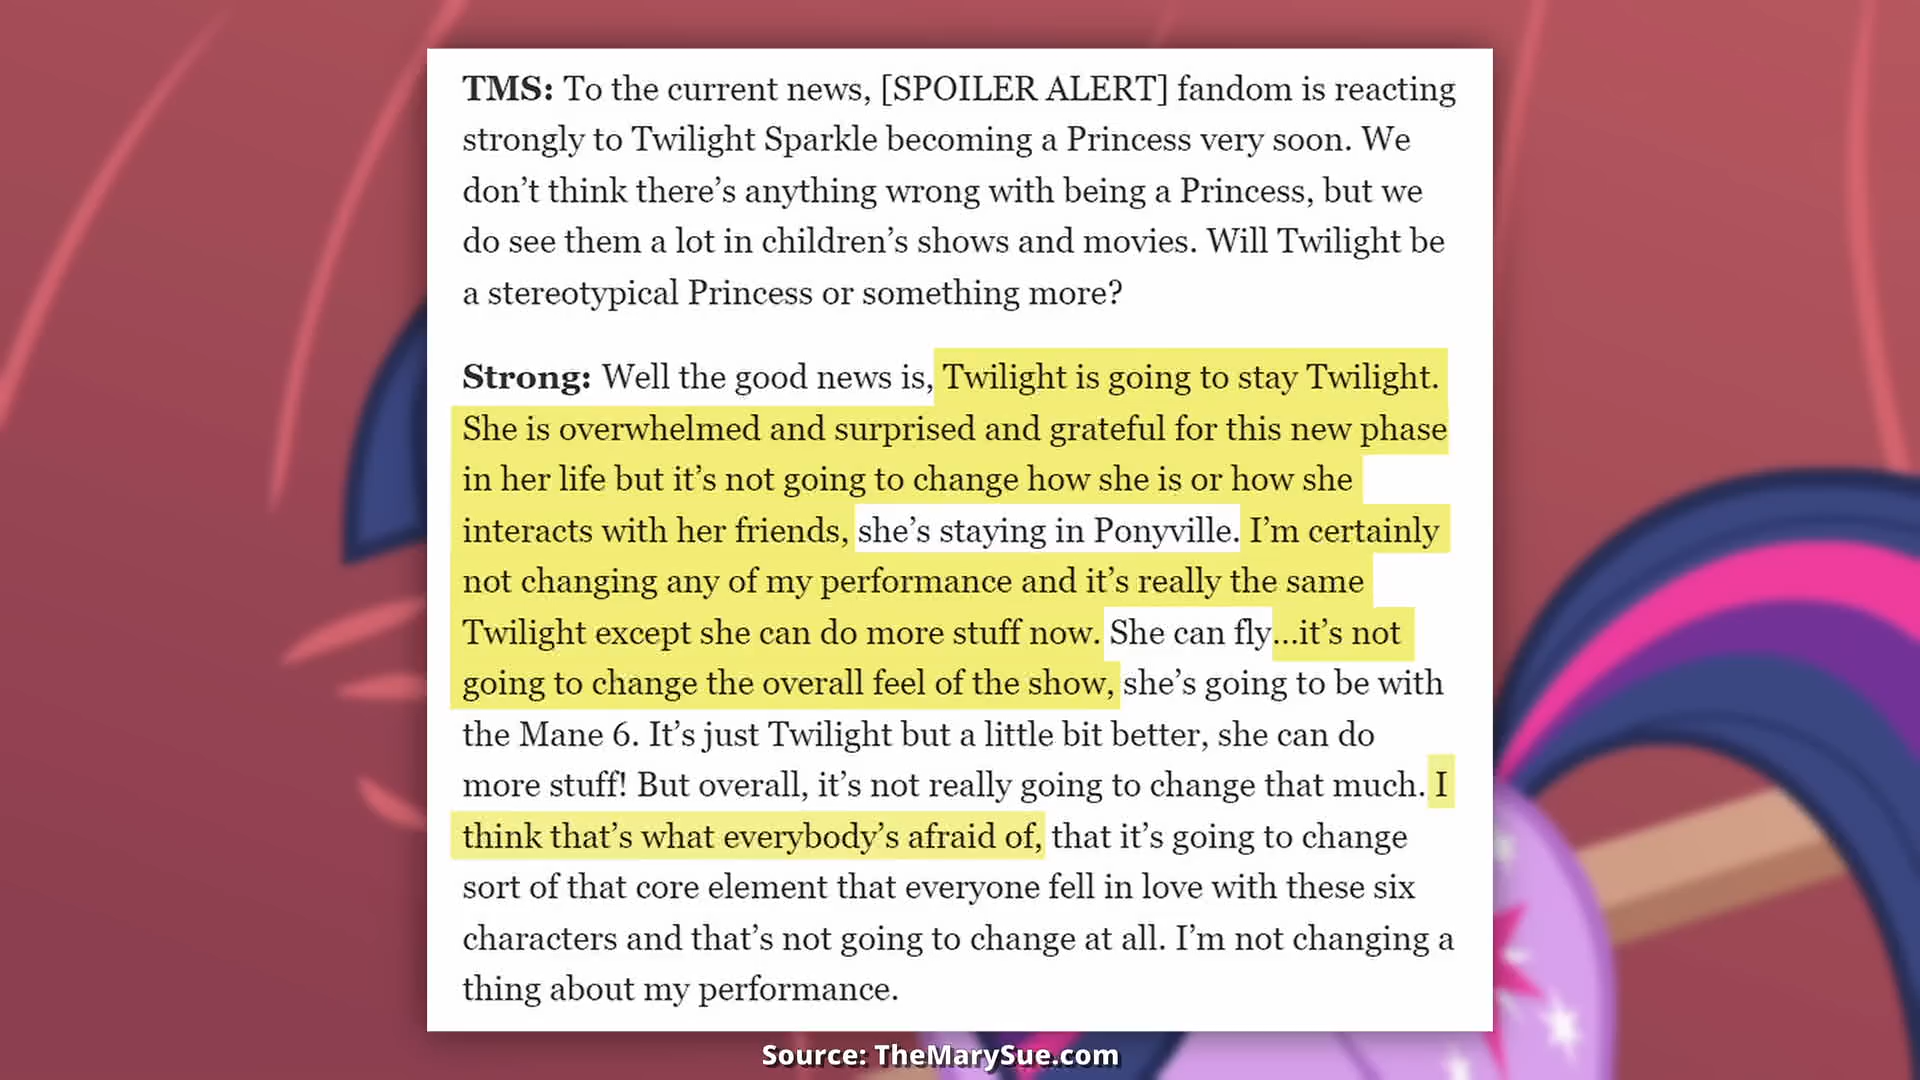 TMS: To the current news, [SPOILER ALERT] fandom is reacting
strongly to Twilight Sparkle becoming a Princess very soon. We
don’t think there’s anything wrong with being a Princess, but we
do see them a lot in children’s shows and movies. Will Twilight be
a stereotypical Princess or something more?
Strong: Well the good news is, Twilight is going to stay Twilight.
She is overwhelmed and surprised and grateful for this new phase
in her life but it’s not going to change how she is or how she
interacts with her friends, she’s staying in Ponyville. I’m certainly
not changing any of my performance and it’s really the same
Twilight except she can do more stuff now. She can fly…it’s not
going to change the overall feel of the show, she’s going to be with
the Mane 6. It’s just Twilight but a little bit better, she can do
more stuff! But overall, it’s not really going to change that much. I
think that’s what everybody’s afraid of, that it’s going to change
sort of that core element that everyone fell in love with these six
characters and that’s not going to change at all. I’m not changing a
thing about my performance.
Source: TheMarySue.com